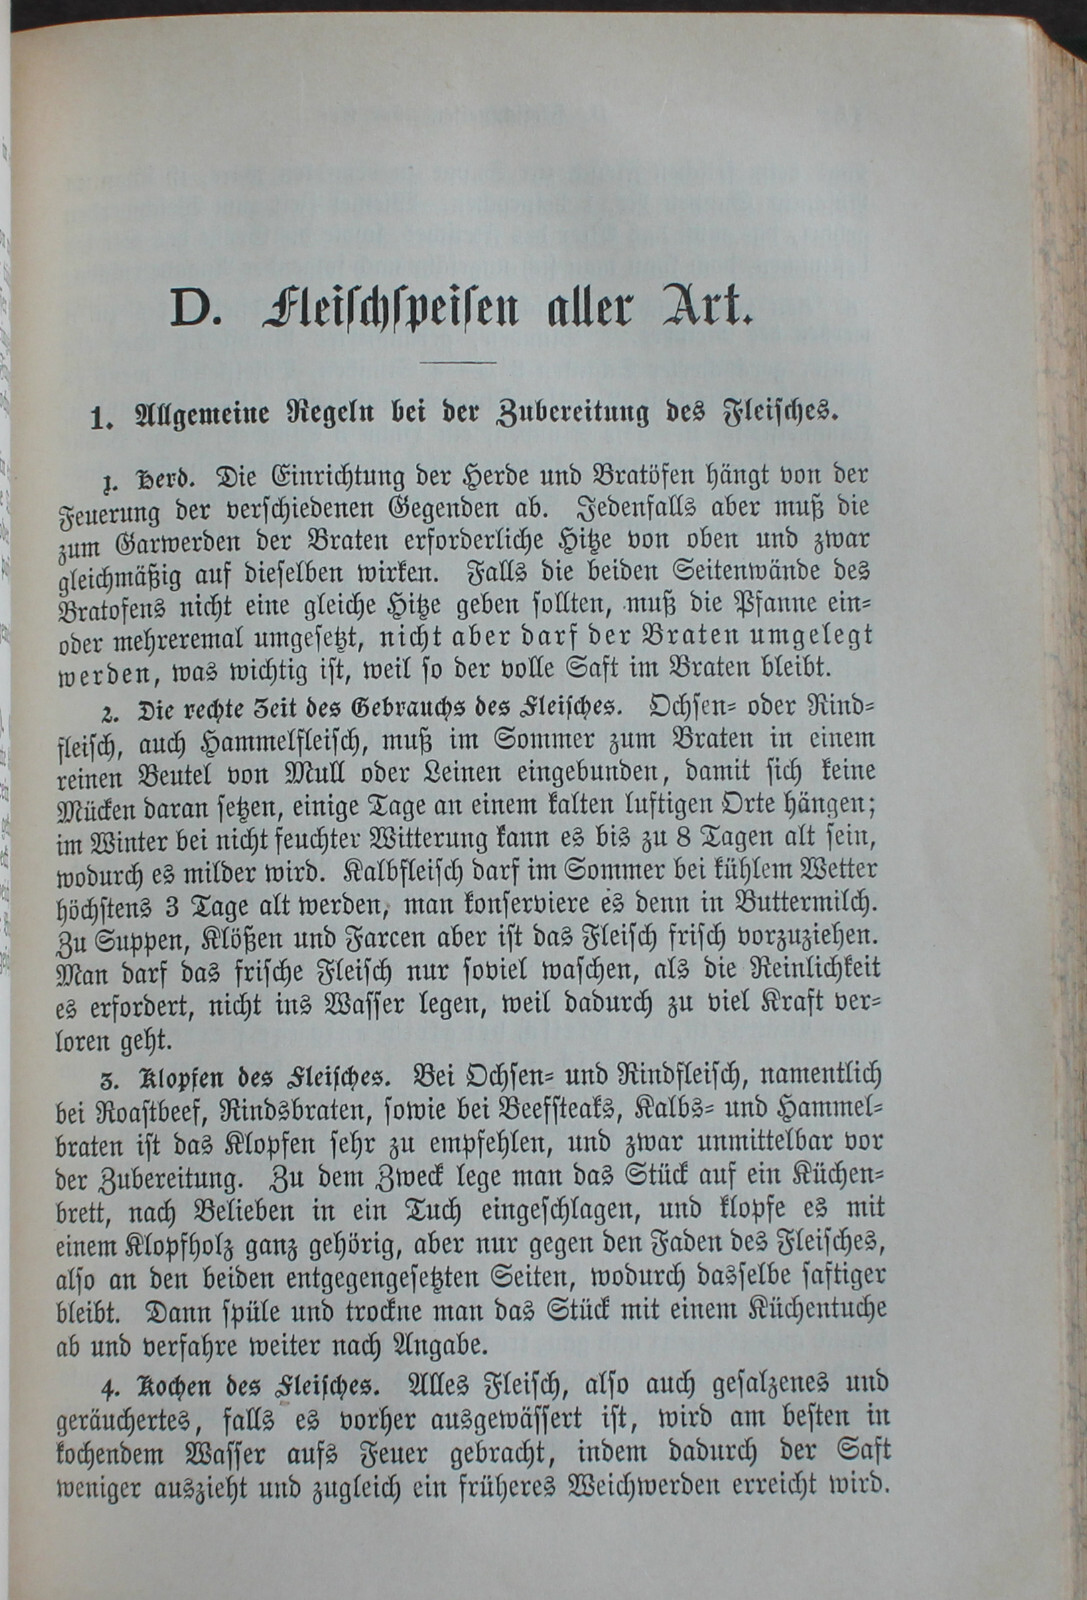 D. Fleiſchſpeiſen aller Art.
1. Allgemeine Regeln bei der Zubereitung des Fleiſches.
1. Herd. Die Einrichtung der Herde und Bratöfen hängt von der
Feuerung der verſchiedenen Gegenden ab. Jedenfalls aber muß die
zum Garwerden der Braten erforderliche Hitze von oben und zwar
gleichmäßig auf dieſelben wirken. Falls die beiden Seitenwände des
Bratofens nicht eine gleiche Hitze geben ſollten, muß die Pfanne ein-
oder mehreremal umgeſetzt, nicht aber darf der Braten umgelegt
werden, was wichtig iſt, weil ſo der volle Saft im Braten bleibt.
2. Die rechte Zeit des Gebrauchs des Fleiſches. Ochſen- oder Rind-
fleiſch, auch Hammelfleiſch, muß im Sommer zum Braten in einem
reinen Beutel von Mull oder Leinen eingebunden, damit ſich keine
Mücken daran ſetzen, einige Tage an einem kalten luftigen Orte hängen;
im Winter bei nicht feuchter Witterung kann es bis zu 8 Tagen alt ſein,
wodurch es milder wird. Kalbfleiſch darf im Sommer bei kühlem Wetter
höchſtens 3 Tage alt werden, man konſerviere es denn in Buttermilch.
Zu Suppen, Klößen und Farcen aber iſt das Fleiſch friſch vorzuziehen.
Man darf das friſche Fleiſch nur ſoviel waſchen, als die Reinlichkeit
es erfordert, nicht ins Waſſer legen, weil dadurch zu viel Kraft ver-
loren geht.
3. Klopfen des Fleiſches. Bei Ochſen- und Rindfleiſch, namentlich
bei Roaſtbeef, Rindsbraten, ſowie bei Beefſteaks, Kalbs- und Hammel-
braten iſt das Klopfen ſehr zu empfehlen, und zwar unmittelbar vor
der Zubereitung. Zu dem Zweck lege man das Stück auf ein Küchen-
brett, nach Belieben in ein Tuch eingeſchlagen, und klopfe es mit
einem Klopfholz ganz gehörig, aber nur gegen den Faden des Fleiſches,
alſo an den beiden entgegengeſetzten Seiten, wodurch dasſelbe ſaftiger
bleibt. Dann ſpüle und trockne man das Stück mit einem Küchentuche
ab und verfahre weiter nach Angabe.
4. Kochen des Fleiſches. Alles Fleiſch, alſo auch geſalzenes und
geräuchertes, falls es vorher ausgewäſſert iſt, wird am beſten in
kochendem Waſſer aufs Feuer gebracht, indem dadurch der Saft
weniger auszieht und zugleich ein früheres Weichwerden erreicht wird.